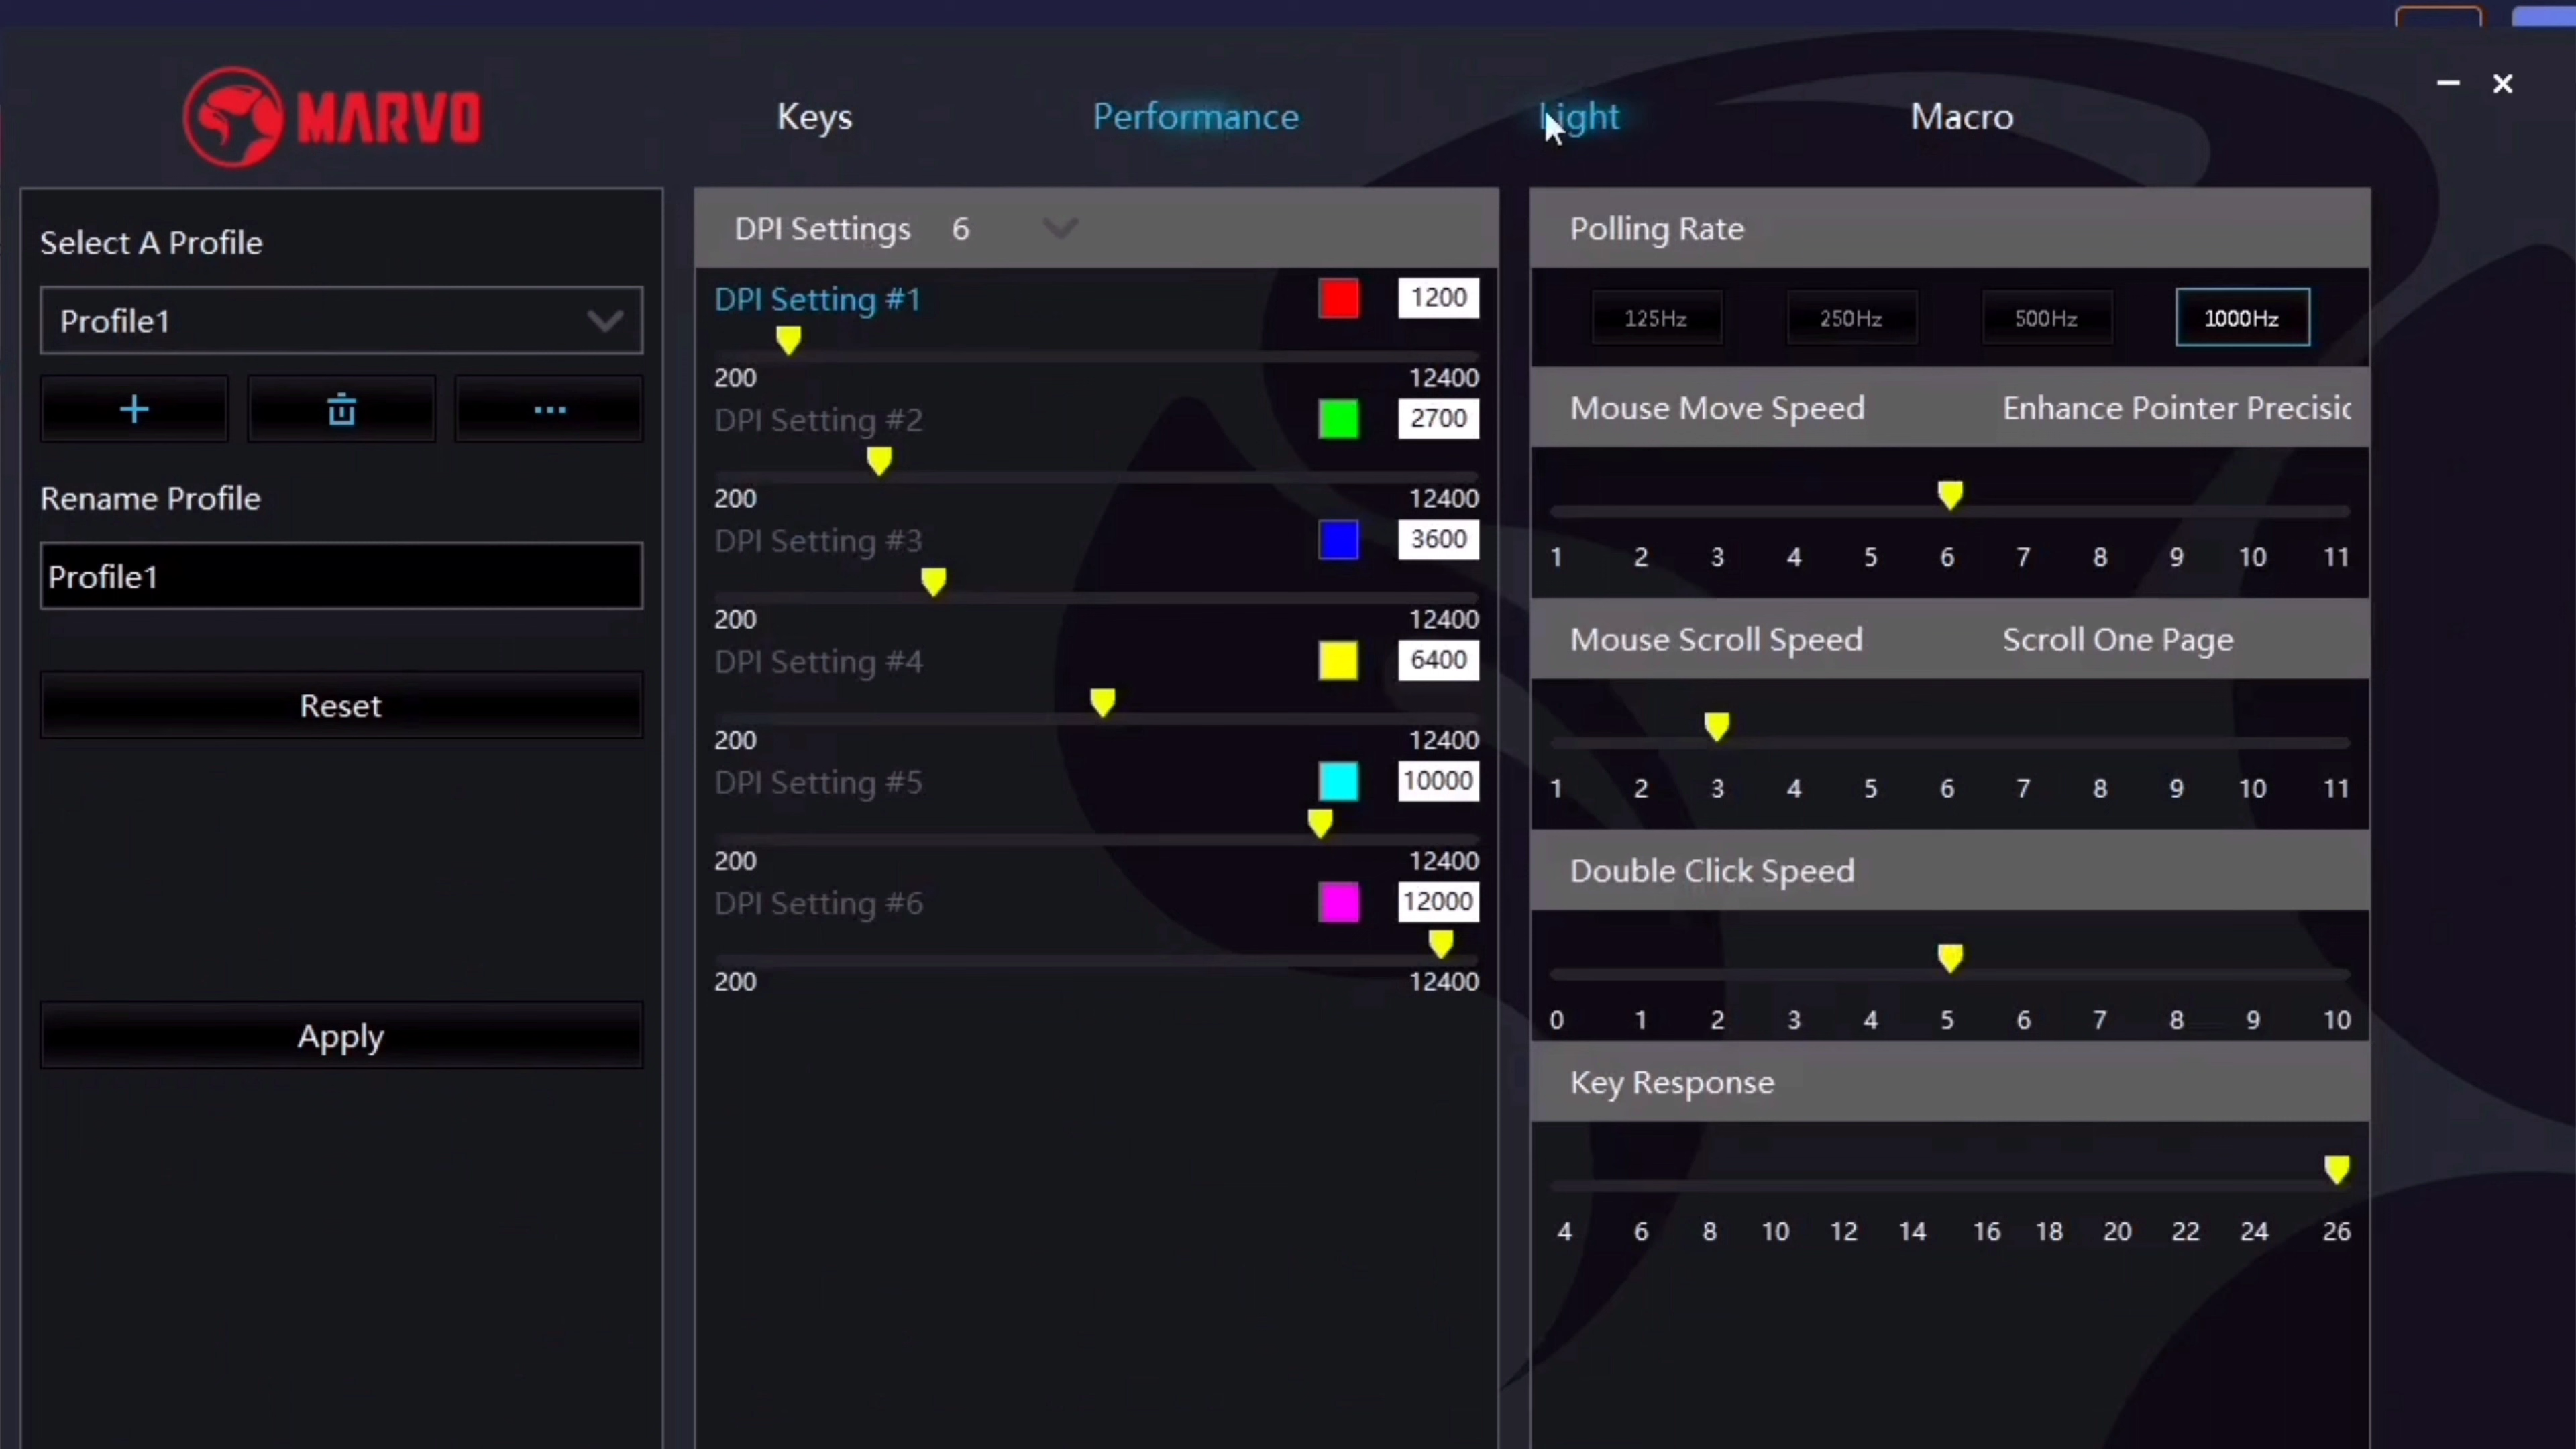 MARVO
Keys
Performance
Light
Macro
Select A Profile
Profile1
Rename Profile
Profile1
Reset
Apply
DPI Settings 6
DPI Setting #1 1200
200 12400
DPI Setting #2 2700
200 12400
DPI Setting #3 3600
200 12400
DPI Setting #4 6400
200 12400
DPI Setting #5 10000
200 12400
DPI Setting #6 12000
200 12400
Polling Rate
125Hz 250Hz 500Hz 1000Hz
Mouse Move Speed Enhance Pointer Precisic
1 2 3 4 5 6 7 8 9 10 11
Mouse Scroll Speed Scroll One Page
1 2 3 4 5 6 7 8 9 10 11
Double Click Speed
0 1 2 3 4 5 6 7 8 9 10
Key Response
4 6 8 10 12 14 16 18 20 22 24 26